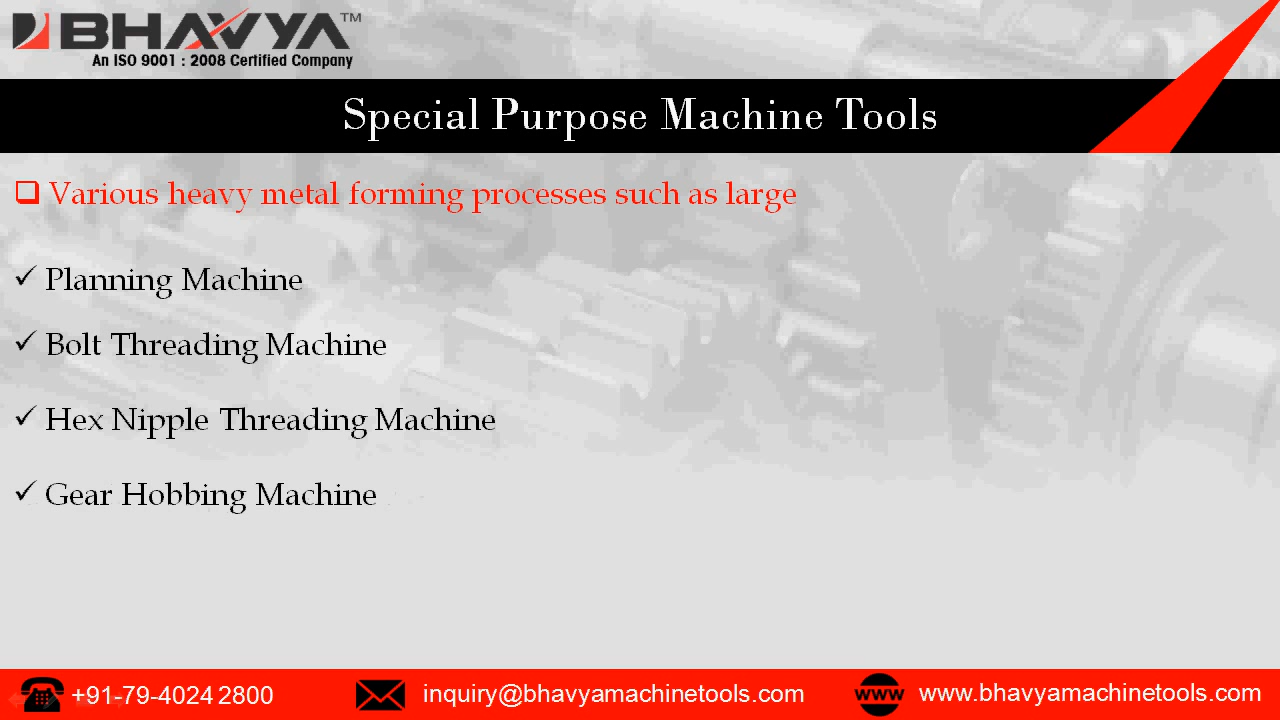 BHAVYA™
An ISO 9001 : 2008 Certified Company
Special Purpose Machine Tools
Various heavy metal forming processes such as large
Planning Machine
Bolt Threading Machine
Hex Nipple Threading Machine
Gear Hobbing Machine
+91-79-4024 2800
inquiry@bhavyamachinetools.com
www
www.bhavyamachinetools.com